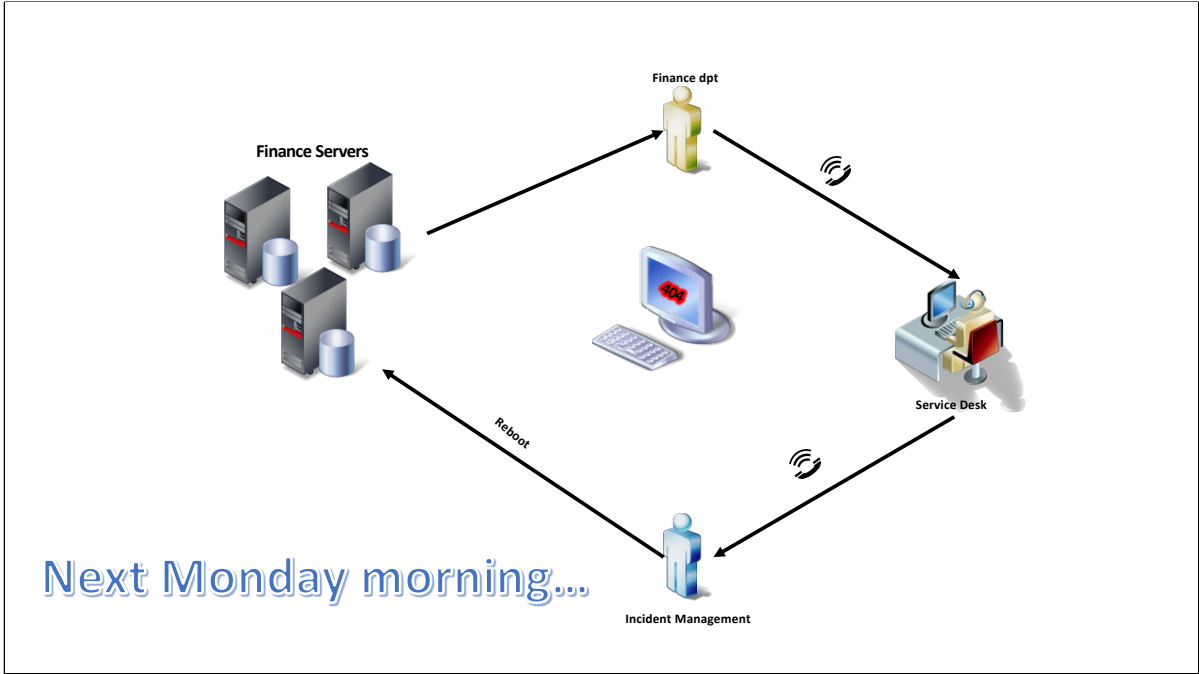 Finance dpt
Finance Servers
404
Service Desk
Reboot
Next Monday morning...
Incident Management